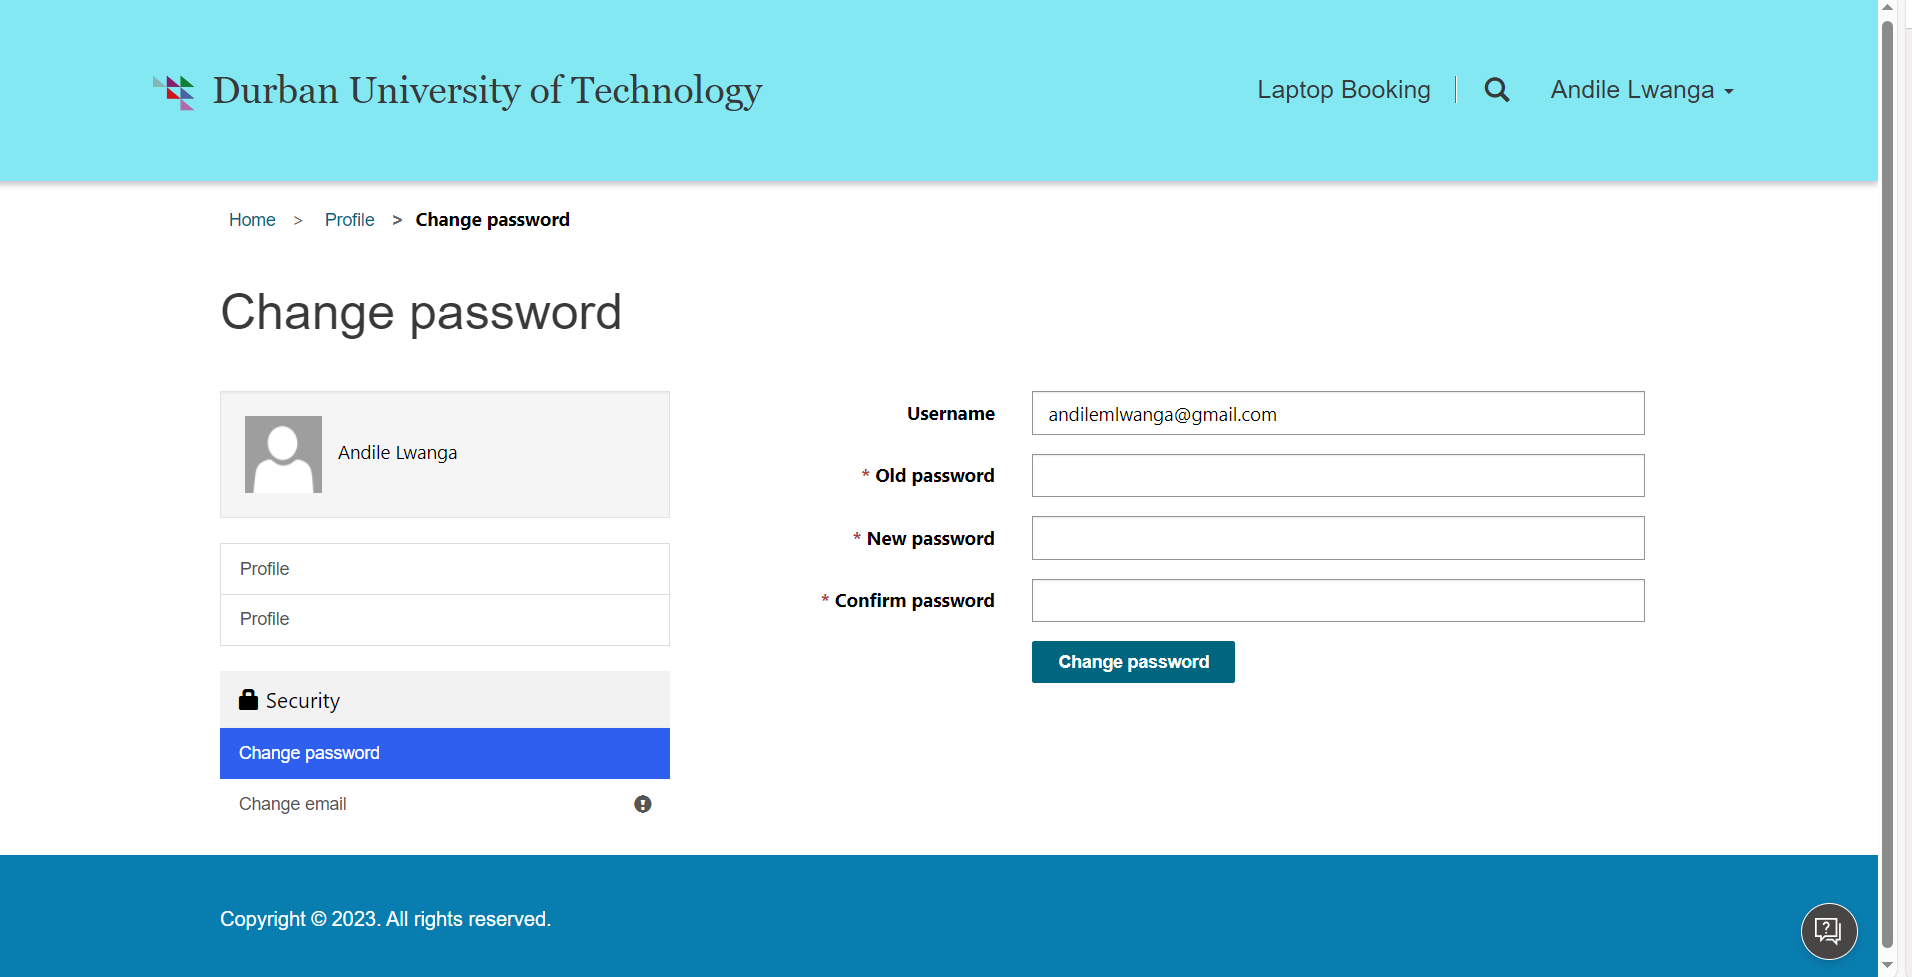 Durban University of Technology
Laptop Booking
Andile Lwanga
Home > Profile > Change password
Change password
Andile Lwanga
Profile
Profile
Security
Change password
Change email
Username
andilemlwanga@gmail.com
* Old password
* New password
* Confirm password
Change password
Copyright © 2023. All rights reserved.